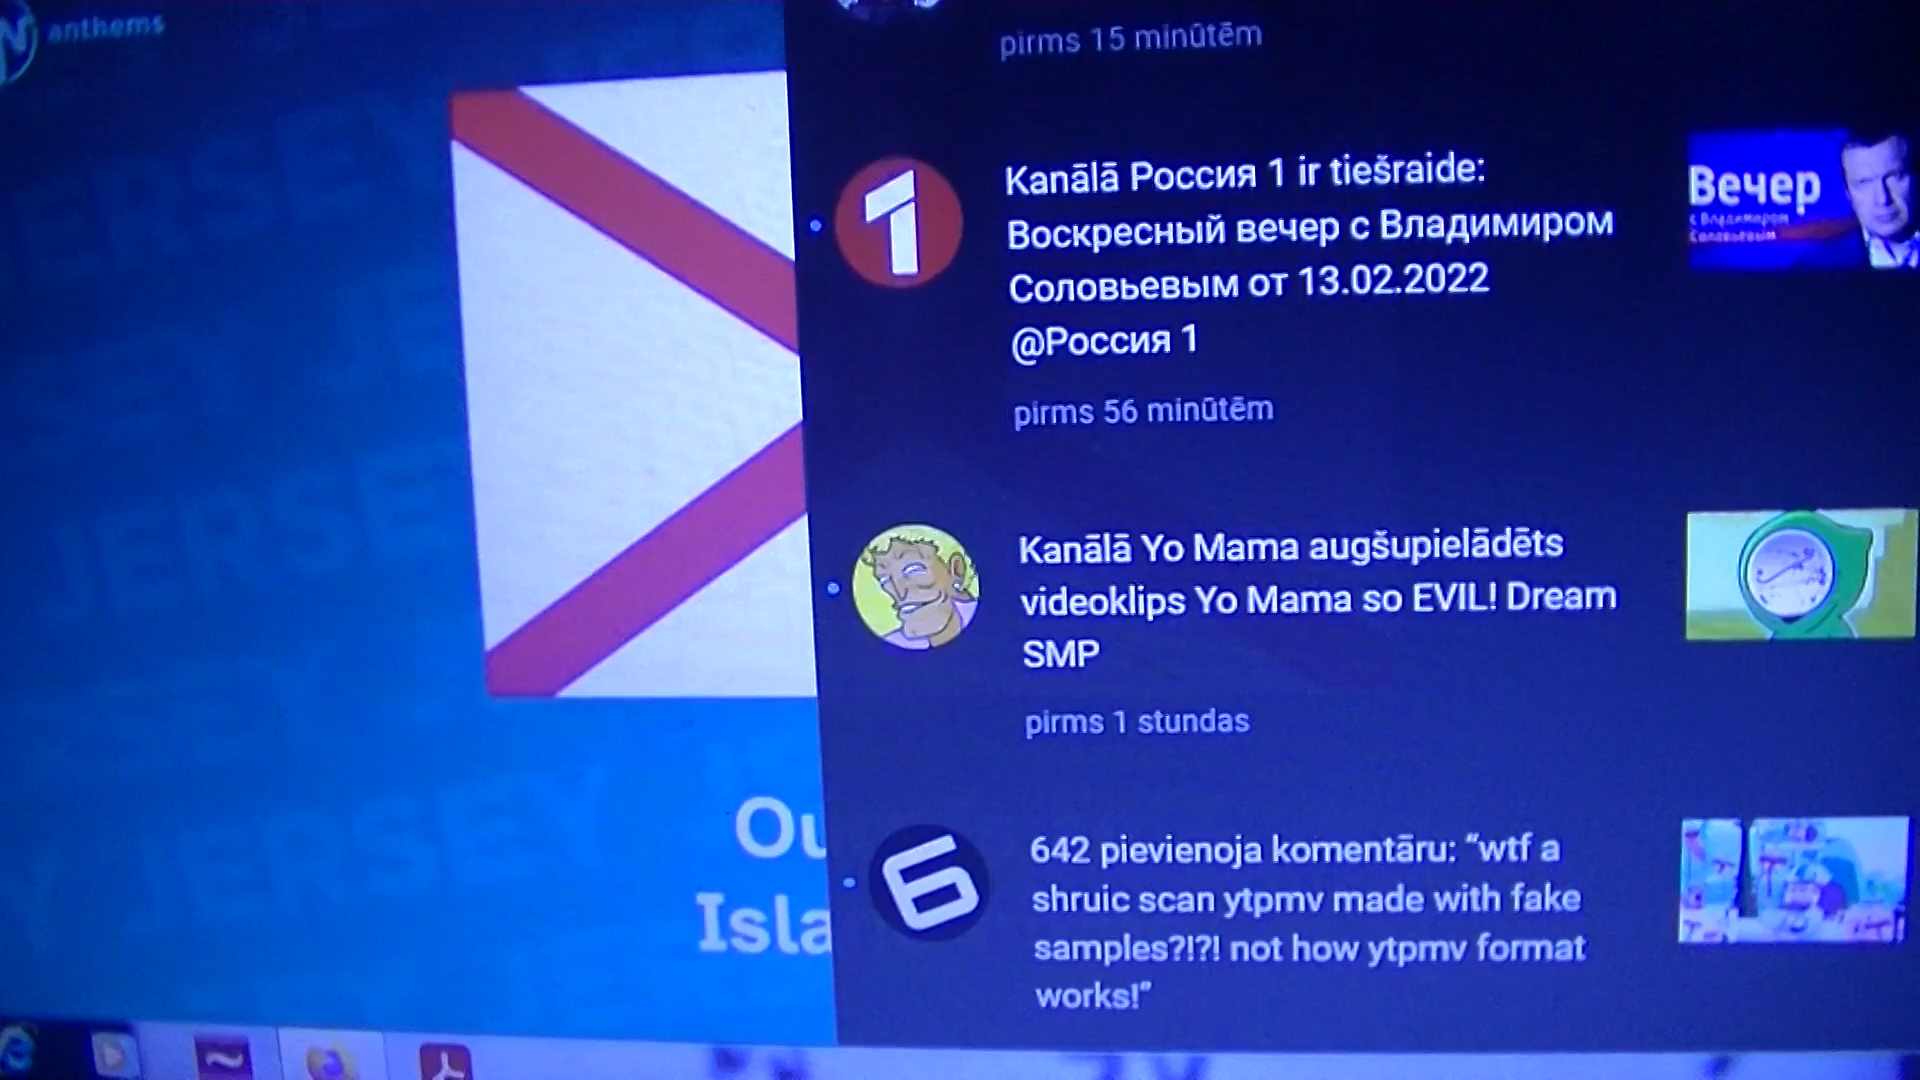 anthems
JERSEY
JERSEY
Ou
Isla
pirms 15 minūtēm
Kanālā Россия 1 ir tiešraide:
Воскресный вечер с Владимиром
Соловьевым от 13.02.2022
@Россия 1
pirms 56 minūtēm
Вечер
с Владимиром
Соловьевым
Kanālā Yo Mama augšupielādēts
videoklips Yo Mama so EVIL! Dream
SMP
pirms 1 stundas
642 pievienoja komentāru: “wtf a
shruic scan ytpmv made with fake
samples?!?! not how ytpmv format
works!”